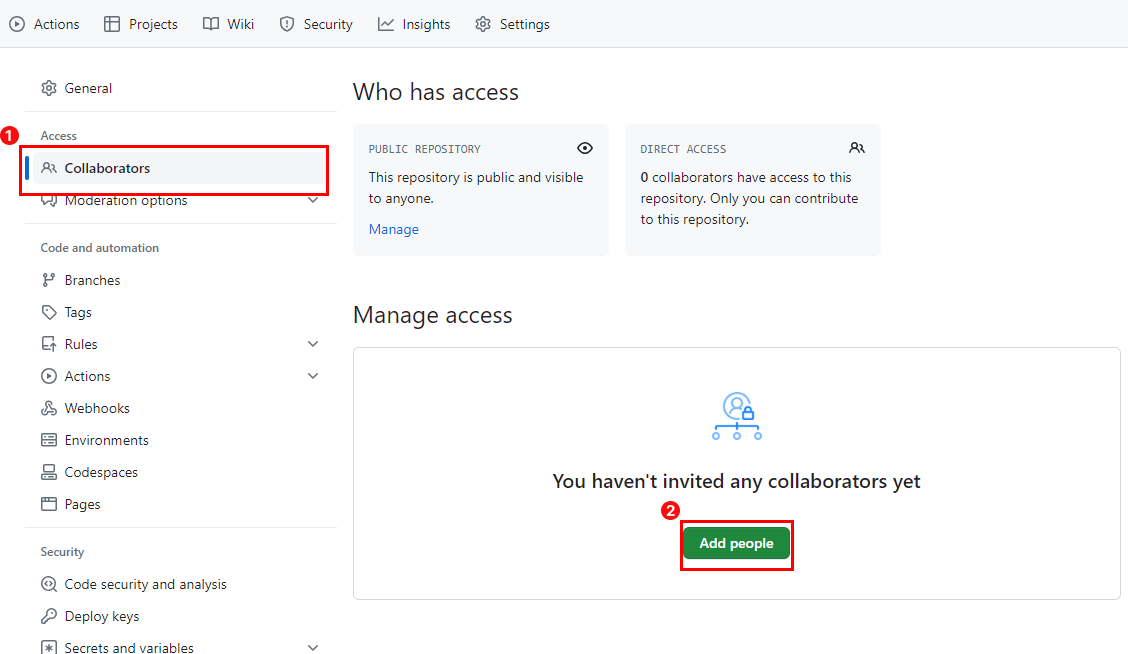 Actions Projects Wiki Security Insights Settings
General
Access
1
Collaborators
Moderation options
Code and automation
Branches
Tags
Rules
Actions
Webhooks
Environments
Codespaces
Pages
Security
Code security and analysis
Deploy keys
Secrets and variables
Who has access
PUBLIC REPOSITORY
This repository is public and visible
to anyone.
Manage
DIRECT ACCESS
0 collaborators have access to this
repository. Only you can contribute
to this repository.
Manage access
You haven't invited any collaborators yet
2
Add people